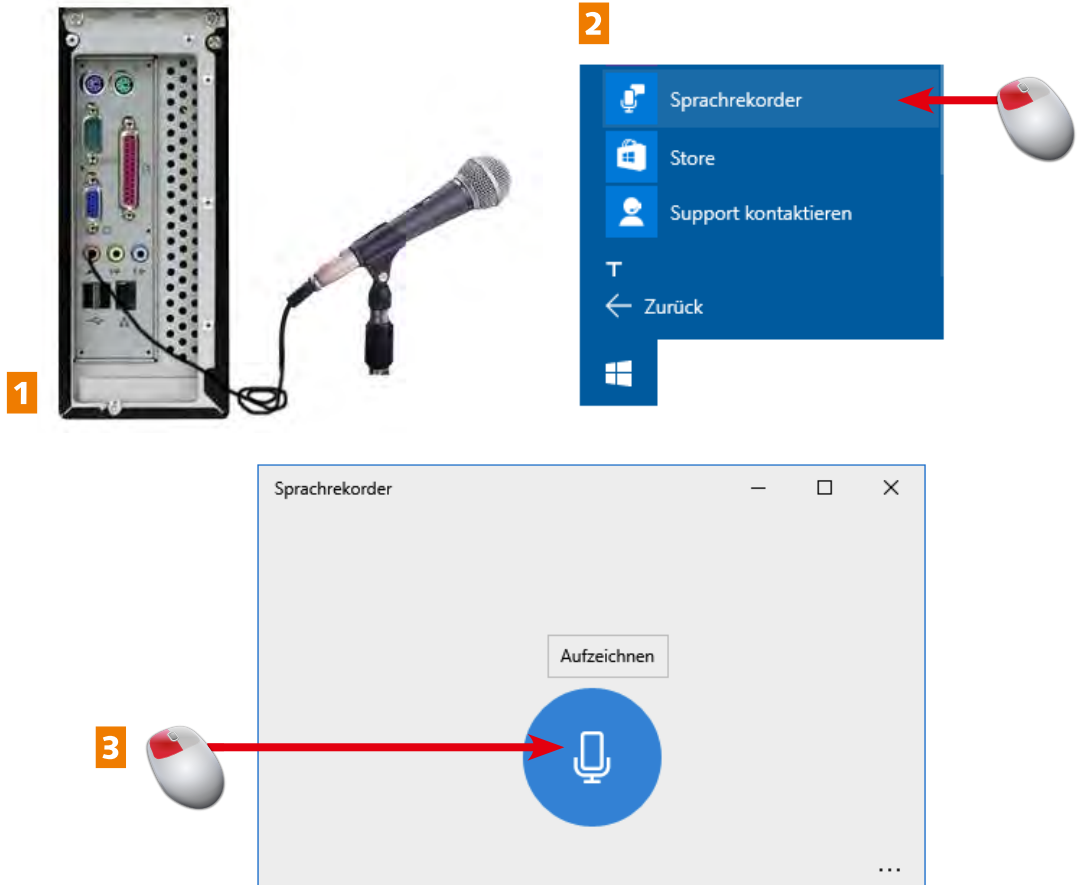 1
2
Sprachrekorder
Store
Support kontaktieren
T
Zurück
Sprachrekorder
Aufzeichnen
3